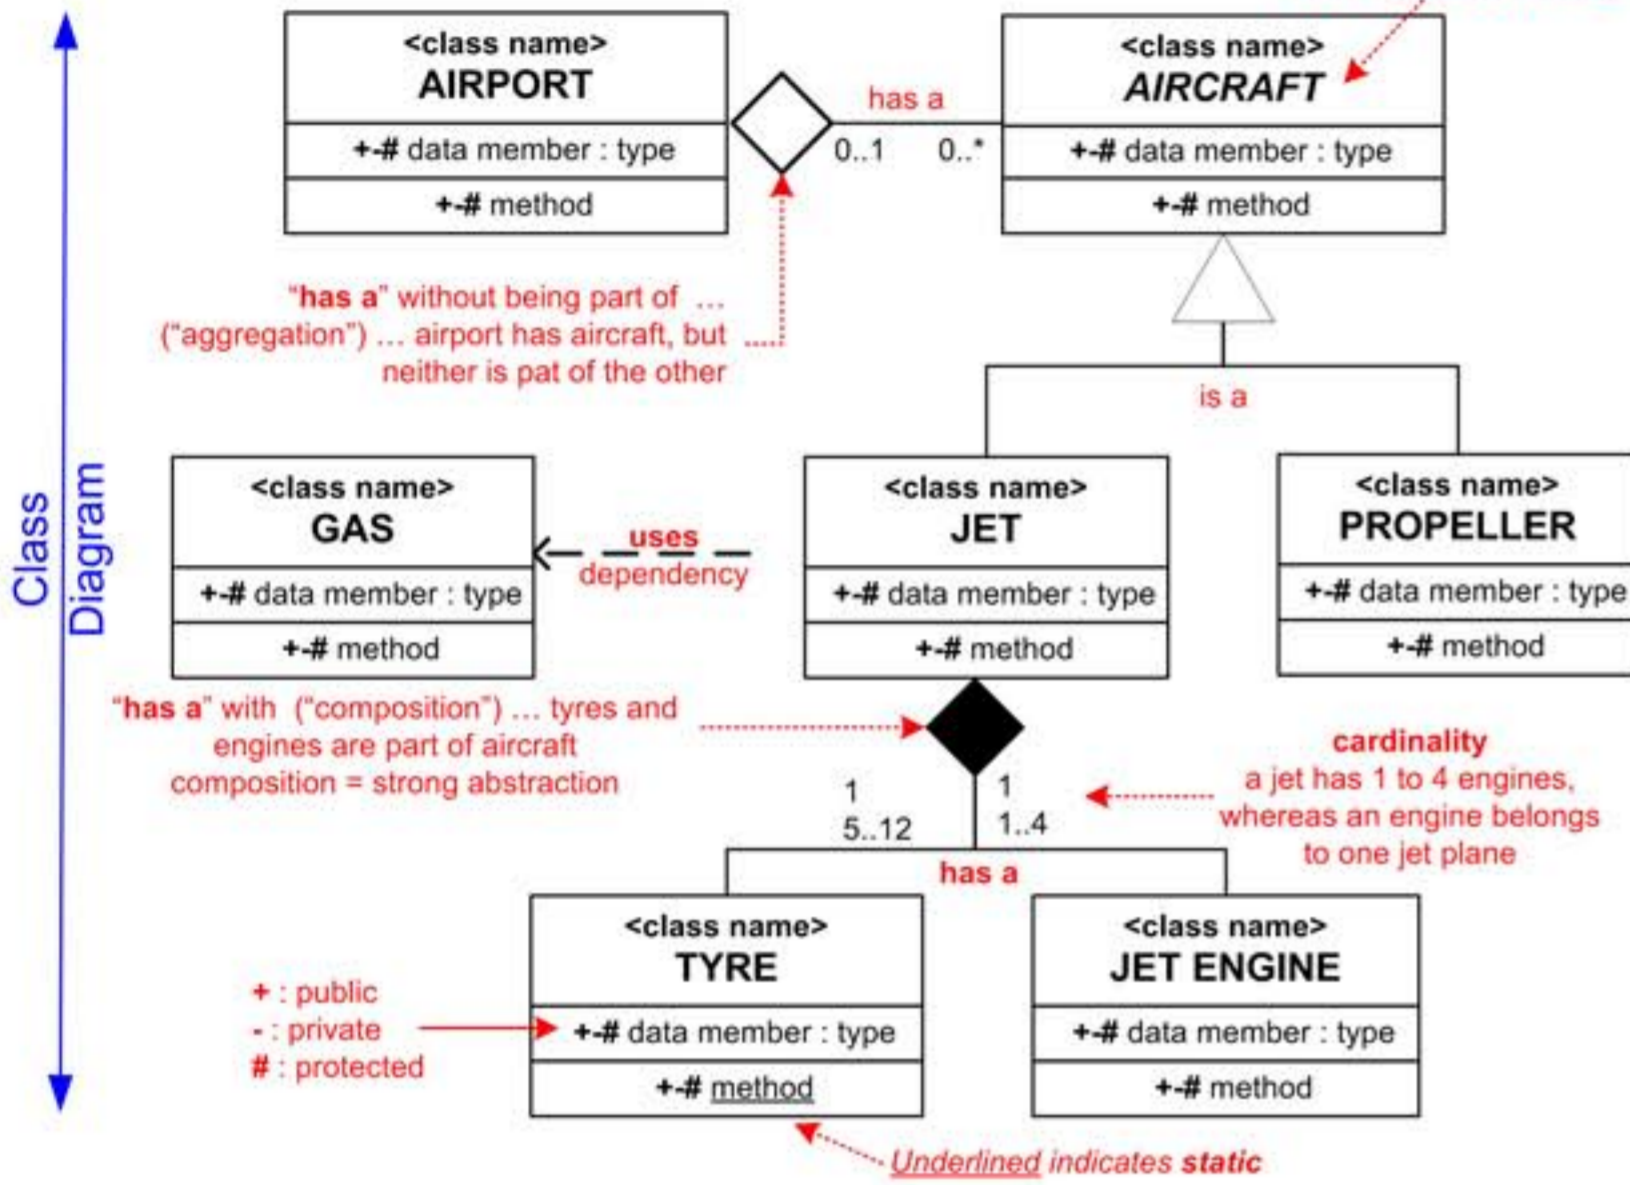 <class name>
AIRPORT
+-# data member : type
+-# method
has a
0..1 0..*
<class name>
AIRCRAFT
+-# data member : type
+-# method
“has a” without being part of ...
(“aggregation”) ... airport has aircraft, but
neither is pat of the other
is a
Class
Diagram
<class name>
GAS
+-# data member : type
+-# method
uses
dependency
<class name>
JET
+-# data member : type
+-# method
<class name>
PROPELLER
+-# data member : type
+-# method
“has a” with (“composition”) ... tyres and
engines are part of aircraft
composition = strong abstraction
1
5..12
1
1..4
cardinality
a jet has 1 to 4 engines,
whereas an engine belongs
to one jet plane
has a
<class name>
TYRE
+-# data member : type
+-# method
<class name>
JET ENGINE
+-# data member : type
+-# method
+ : public
- : private
# : protected
Underlined indicates static